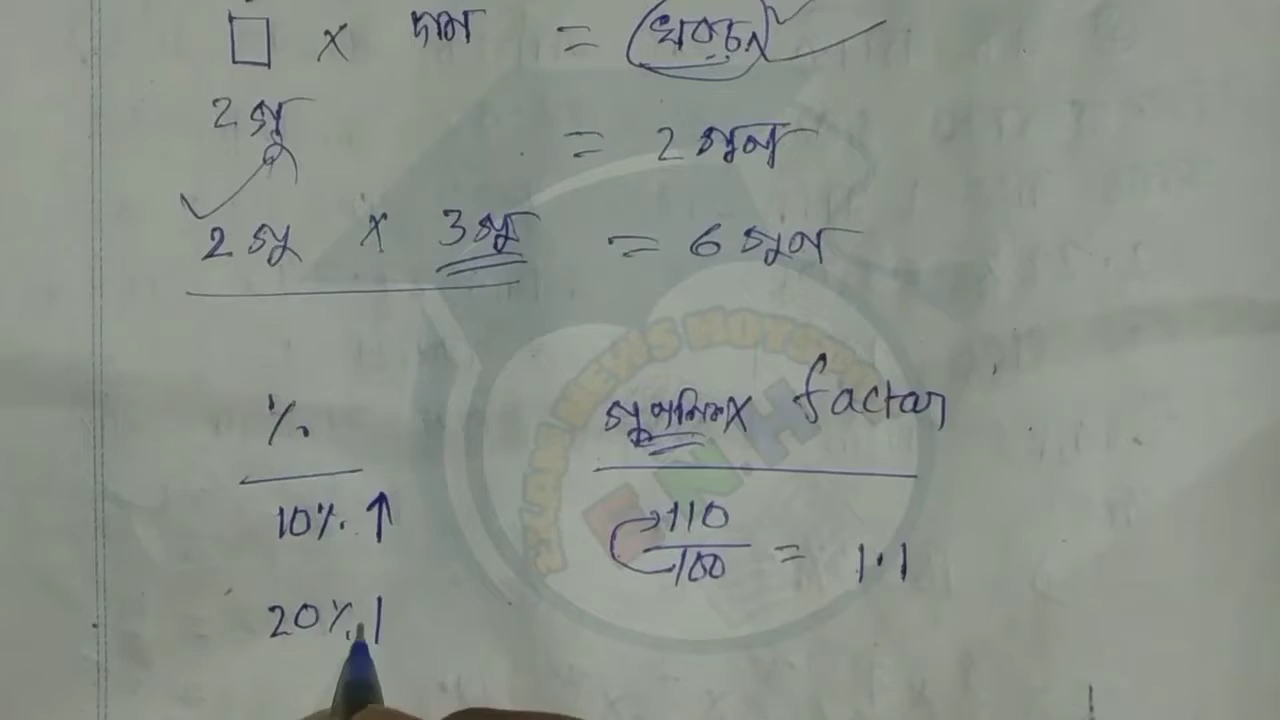 □ × দাম = খরচ
2 গু = 2 গুন
2 গু × 3 গু = 6 গুন
% গুণনিয়x factor
10% ↑ 110/100 = 1.1
20%